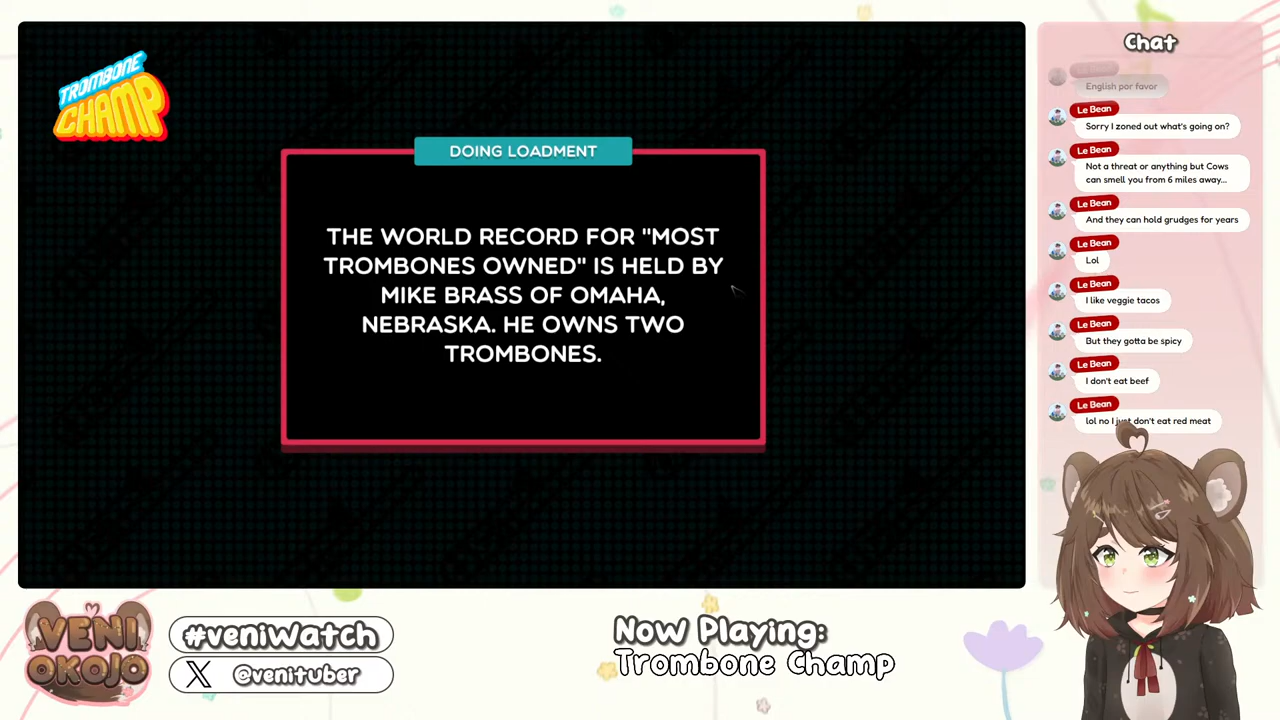 TROMBONE
CHAMP
DOING LOADMENT
THE WORLD RECORD FOR "MOST
TROMBONES OWNED" IS HELD BY
MIKE BRASS OF OMAHA,
NEBRASKA. HE OWNS TWO
TROMBONES.
Chat
English por favor
Le Bean
Sorry I zoned out what's going on?
Le Bean
Not a threat or anything but Cows
can smell you from 6 miles away...
Le Bean
And they can hold grudges for years
Le Bean
Lol
Le Bean
I like veggie tacos
Le Bean
But they gotta be spicy
Le Bean
I don't eat beef
Le Bean
lol no I just don't eat red meat
VENI
OKOJO
#veniWatch
X @venituber
Now Playing:
Trombone Champ